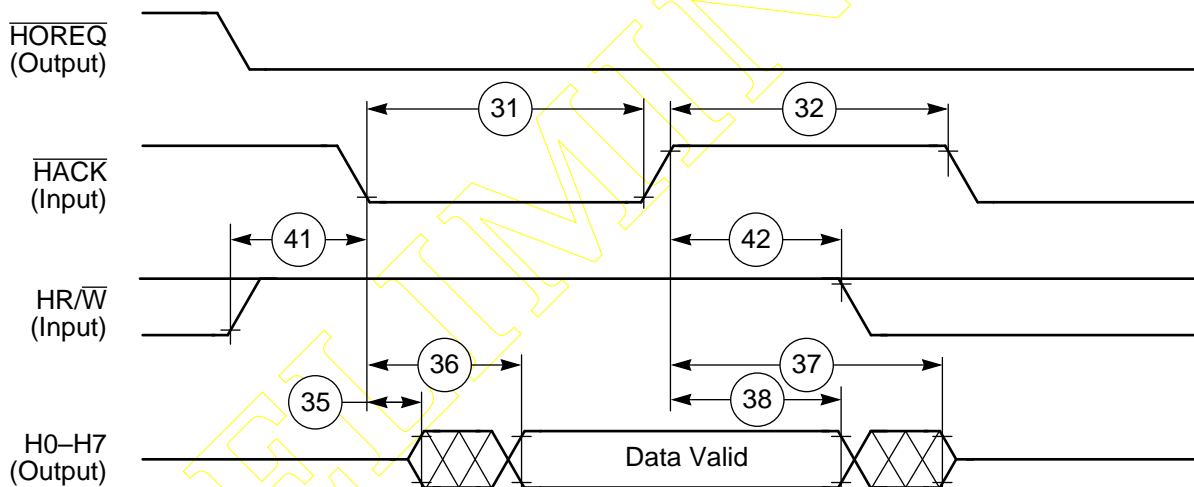 HOREQ
(Output)
31
32
HACK
(Input)
41
42
HR/W
(Input)
36
37
35
38
H0–H7
(Output)
Data Valid